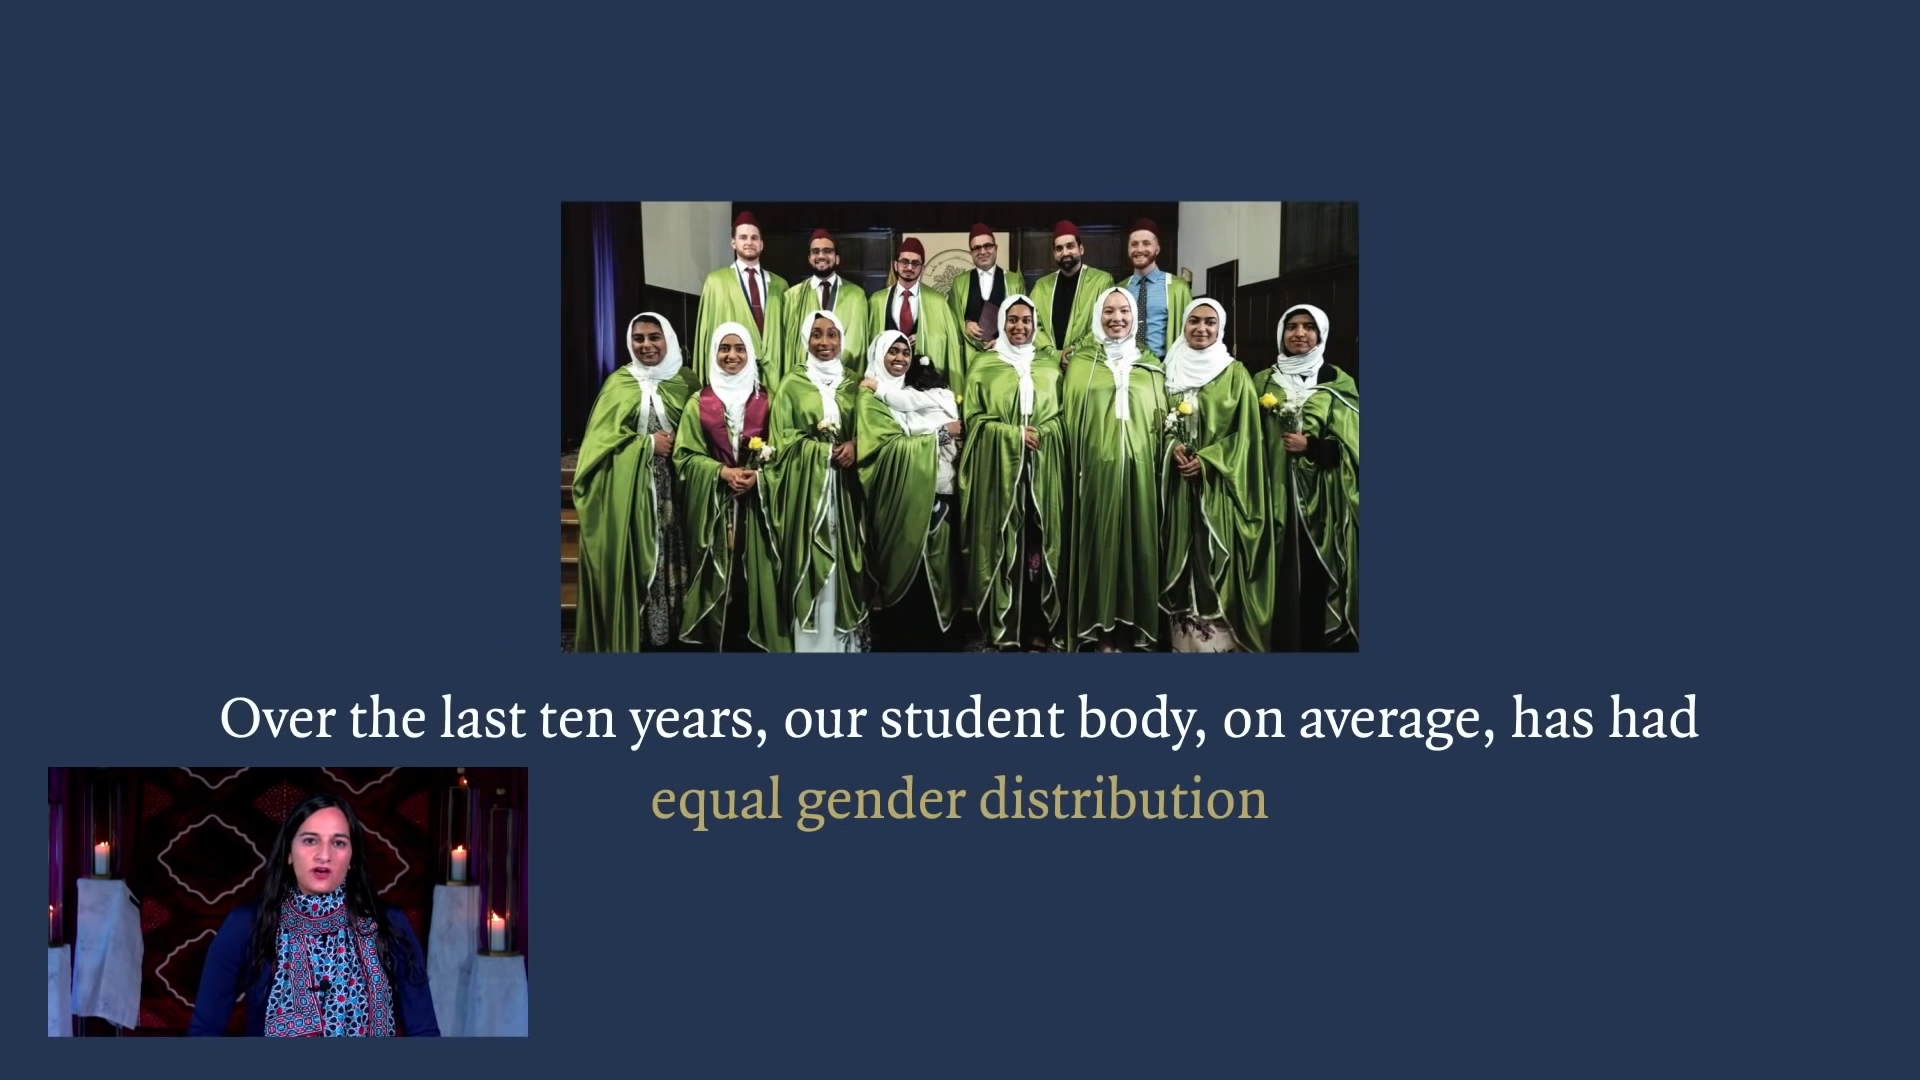 Over the last ten years, our student body, on average, has had
equal gender distribution